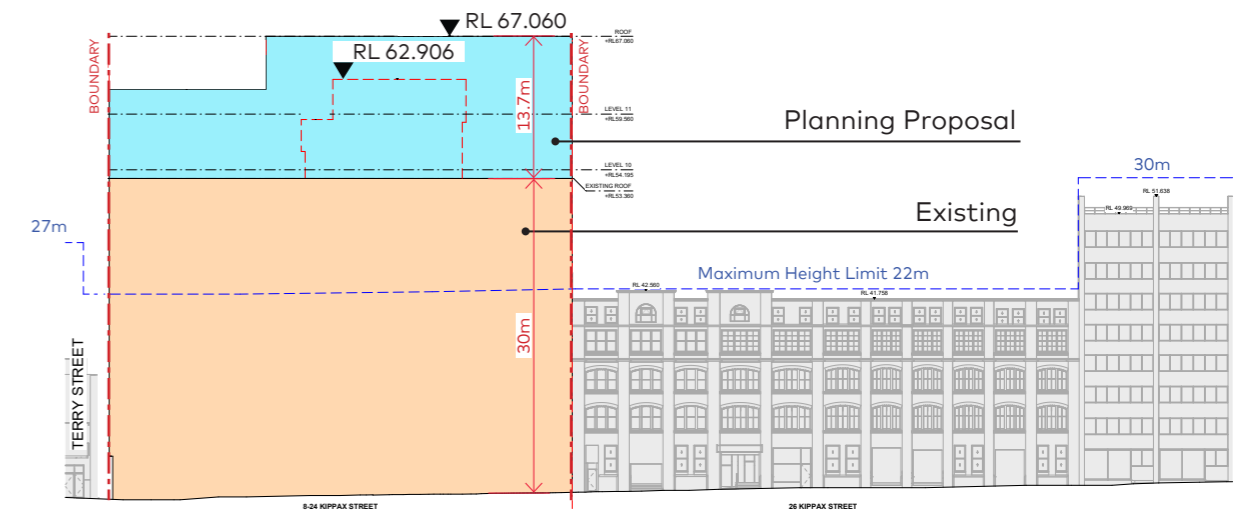 RL 67.060
ROOF
+RL67.060
BOUNDARY
RL 62.906
BOUNDARY
13.7m
LEVEL 11
+RL59.560
Planning Proposal
LEVEL 10
+RL54.195
30m
EXISTING ROOF
+RL53.360
RL 51.638
RL 49.969
Existing
27m
Maximum Height Limit 22m
RL 42.560
RL 41.758
30m
TERRY STREET
8-24 KIPPAX STREET
26 KIPPAX STREET